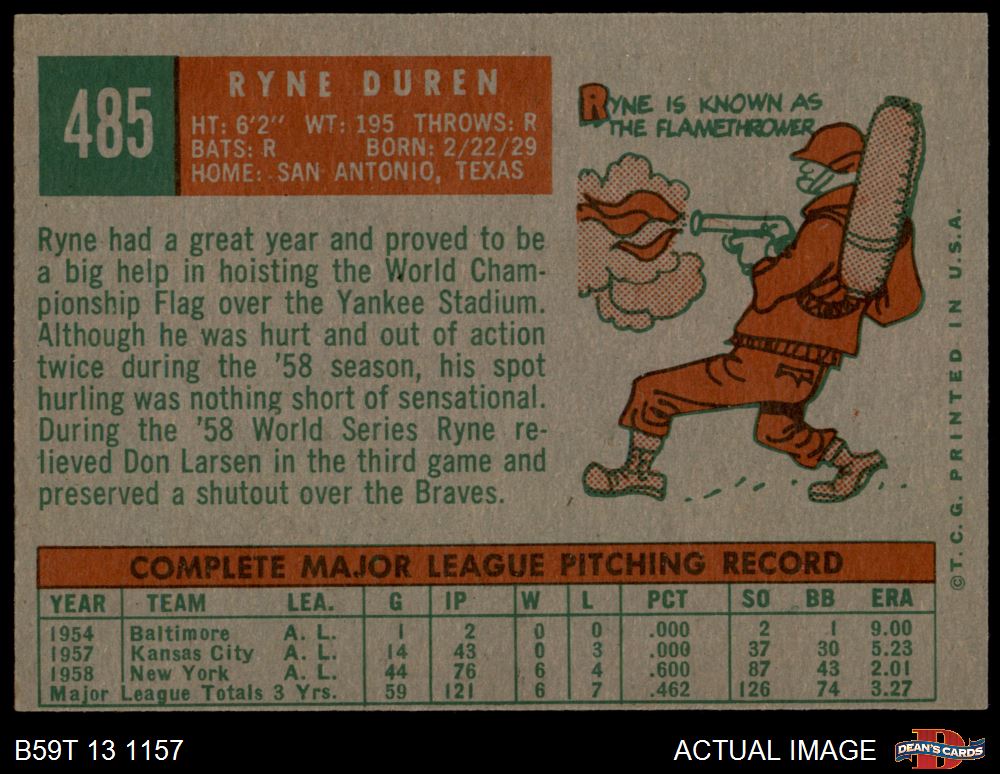 485
RYNE DUREN
HT: 6'2" WT: 195 THROWS: R
BATS: R BORN: 2/22/29
HOME: SAN ANTONIO, TEXAS
RYNE IS KNOWN AS
THE FLAMETHROWER
Ryne had a great year and proved to be
a big help in hoisting the World Cham-
pionship Flag over the Yankee Stadium.
Although he was hurt and out of action
twice during the '58 season, his spot
hurling was nothing short of sensational.
During the '58 World Series Ryne re-
lieved Don Larsen in the third game and
preserved a shutout over the Braves.
©T. C. G. PRINTED IN U.S.A.
COMPLETE MAJOR LEAGUE PITCHING RECORD
YEAR TEAM LEA. G IP W L PCT SO BB ERA
1954 Baltimore A. L. 1 2 0 0 .000 2 1 9.00
1957 Kansas City A. L. 14 43 0 3 .000 37 30 5.23
1958 New York A. L. 44 76 6 4 .600 87 43 2.01
Major League Totals 3 Yrs. 59 121 6 7 .462 126 74 3.27
B59T 13 1157
ACTUAL IMAGE
DEAN'S CARDS